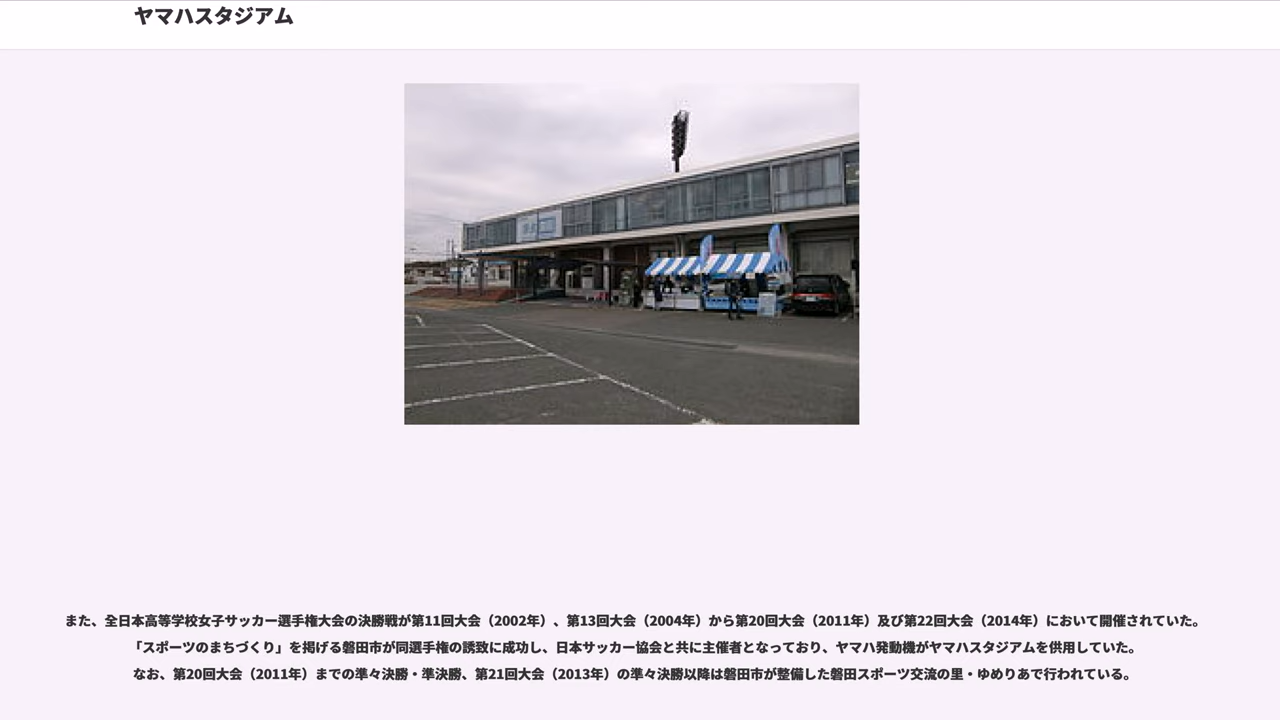 ヤマハスタジアム
また、全日本高等学校女子サッカー選手権大会の決勝戦が第11回大会（2002年）、第13回大会（2004年）から第20回大会（2011年）及び第22回大会（2014年）において開催されていた。
「スポーツのまちづくり」を掲げる磐田市が同選手権の誘致に成功し、日本サッカー協会と共に主催者となっており、ヤマハ発動機がヤマハスタジアムを供用していた。
なお、第20回大会（2011年）までの準々決勝・準決勝、第21回大会（2013年）の準々決勝以降は磐田市が整備した磐田スポーツ交流の里・ゆめりあで行われている。